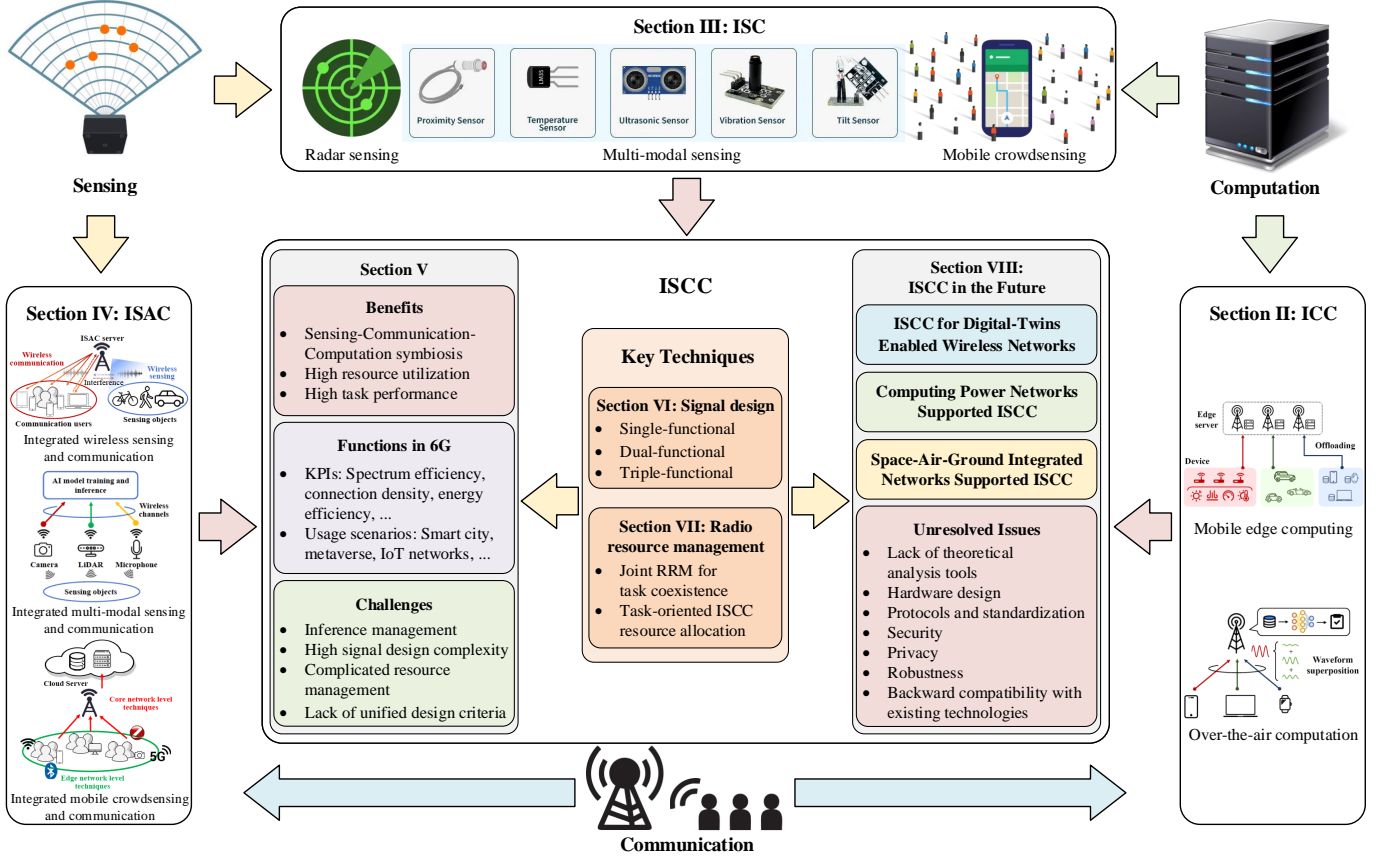 Section III: ISC
LM35
Proximity Sensor
Temperature
Sensor
Ultrasonic Sensor
Vibration Sensor
Tilt Sensor
Radar sensing
Multi-modal sensing
Mobile crowdsensing
Sensing
Computation
Section IV: ISAC
ISAC server
Wireless
communication
Wireless
sensing
Interference
Communication users
Sensing objects
Integrated wireless sensing
and communication
AI model training and
inference
Wireless
channels
Camera
LiDAR
Microphone
Sensing objects
Integrated multi-modal sensing
and communication
Cloud Server
Core network level
techniques
5G
Edge network level
techniques
Integrated mobile crowdsensing
and communication
ISCC
Section V
Benefits
• Sensing-Communication-
Computation symbiosis
• High resource utilization
• High task performance
Functions in 6G
• KPIs: Spectrum efficiency,
connection density, energy
efficiency, ...
• Usage scenarios: Smart city,
metaverse, IoT networks, ...
Challenges
• Inference management
• High signal design complexity
• Complicated resource
management
• Lack of unified design criteria
Key Techniques
Section VI: Signal design
• Single-functional
• Dual-functional
• Triple-functional
Section VII: Radio
resource management
• Joint RRM for
task coexistence
• Task-oriented ISCC
resource allocation
Section VIII:
ISCC in the Future
ISCC for Digital-Twins
Enabled Wireless Networks
Computing Power Networks
Supported ISCC
Space-Air-Ground Integrated
Networks Supported ISCC
Unresolved Issues
• Lack of theoretical
analysis tools
• Hardware design
• Protocols and standardization
• Security
• Privacy
• Robustness
• Backward compatibility with
existing technologies
Section II: ICC
Edge
server
Offloading
Device
Mobile edge computing
+
+
Waveform
superposition
Over-the-air computation
Communication